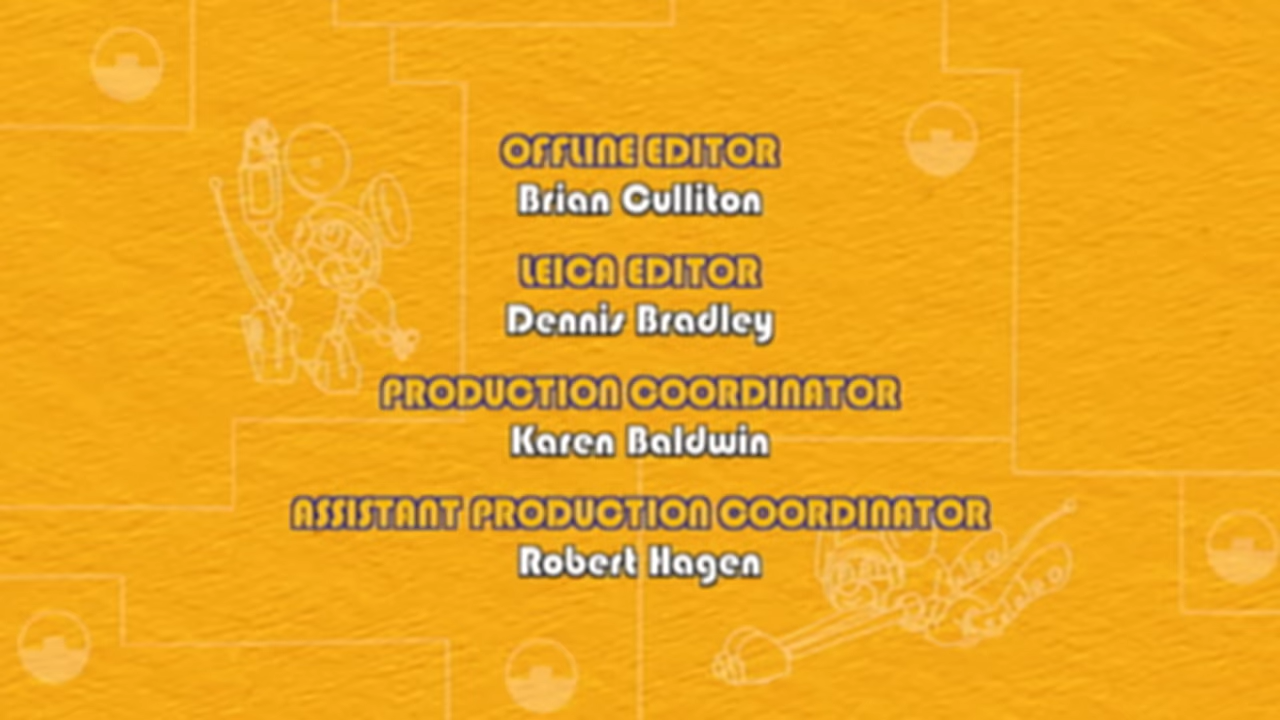 OFFLINE EDITOR
Brian Culliton
LEICA EDITOR
Dennis Bradley
PRODUCTION COORDINATOR
Karen Baldwin
ASSISTANT PRODUCTION COORDINATOR
Robert Hagen